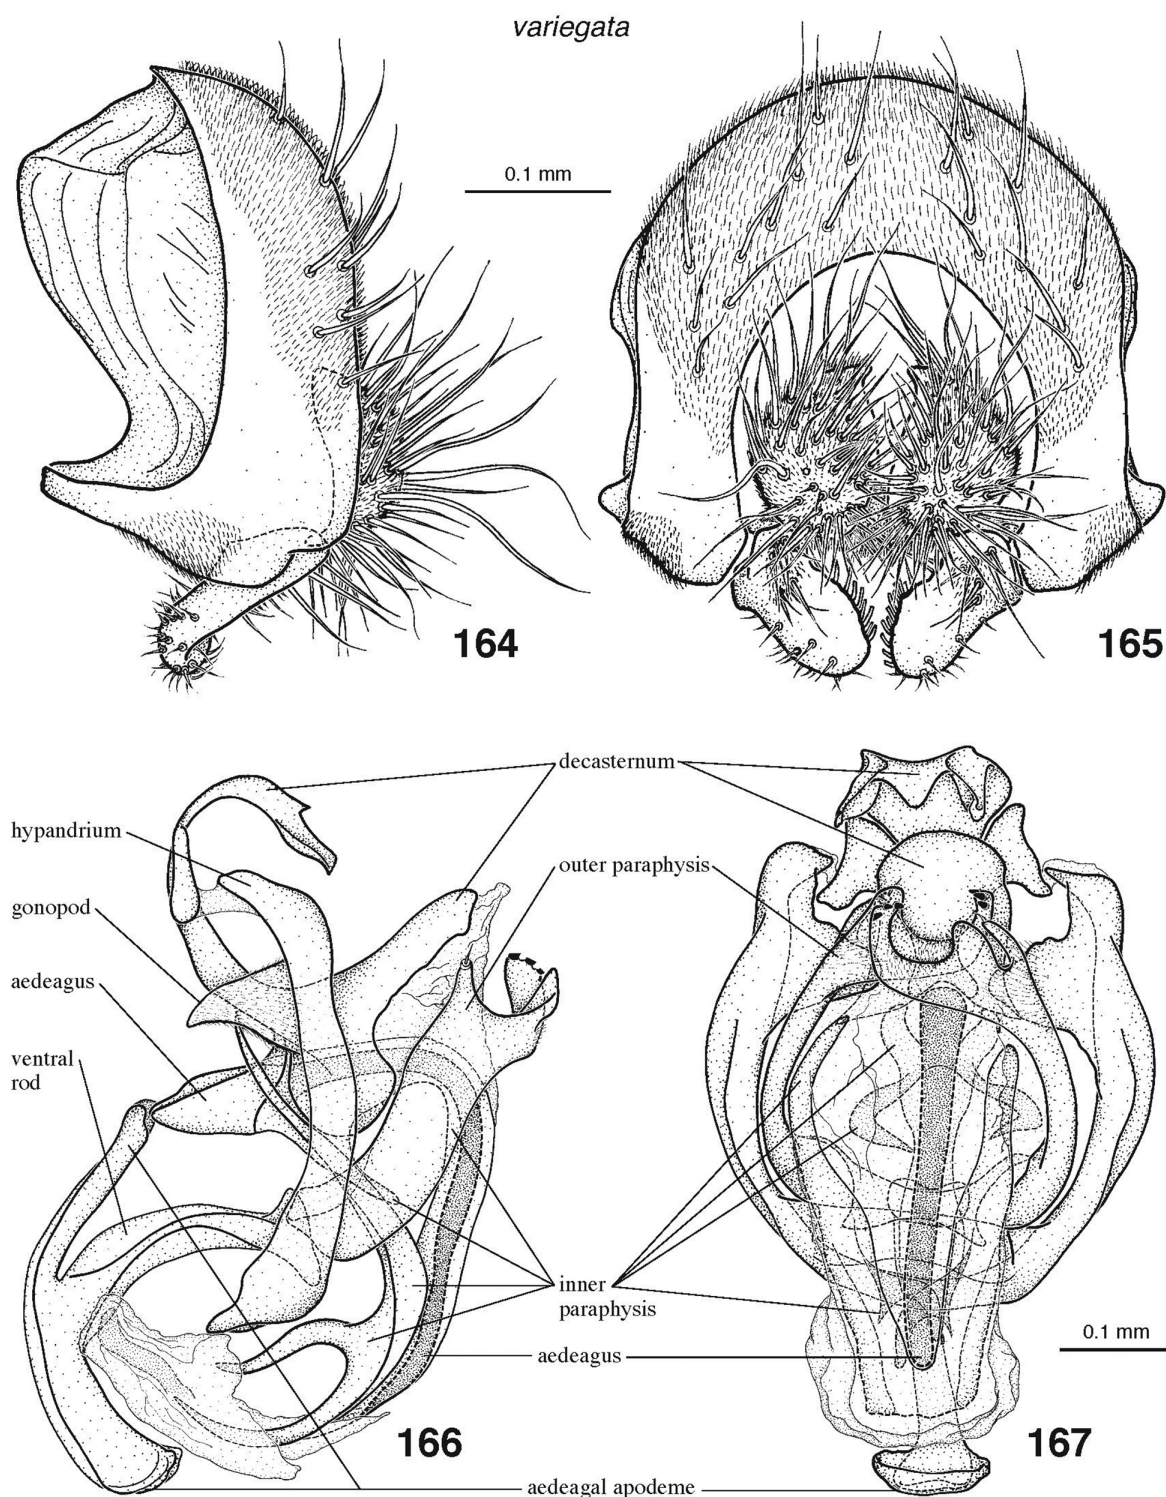 variegata
0.1 mm
164
165
decasternum
hypandrium
outer paraphysis
gonopod
aedeagus
ventral
rod
inner
paraphysis
0.1 mm
aedeagus
166
167
aedeagal apodeme